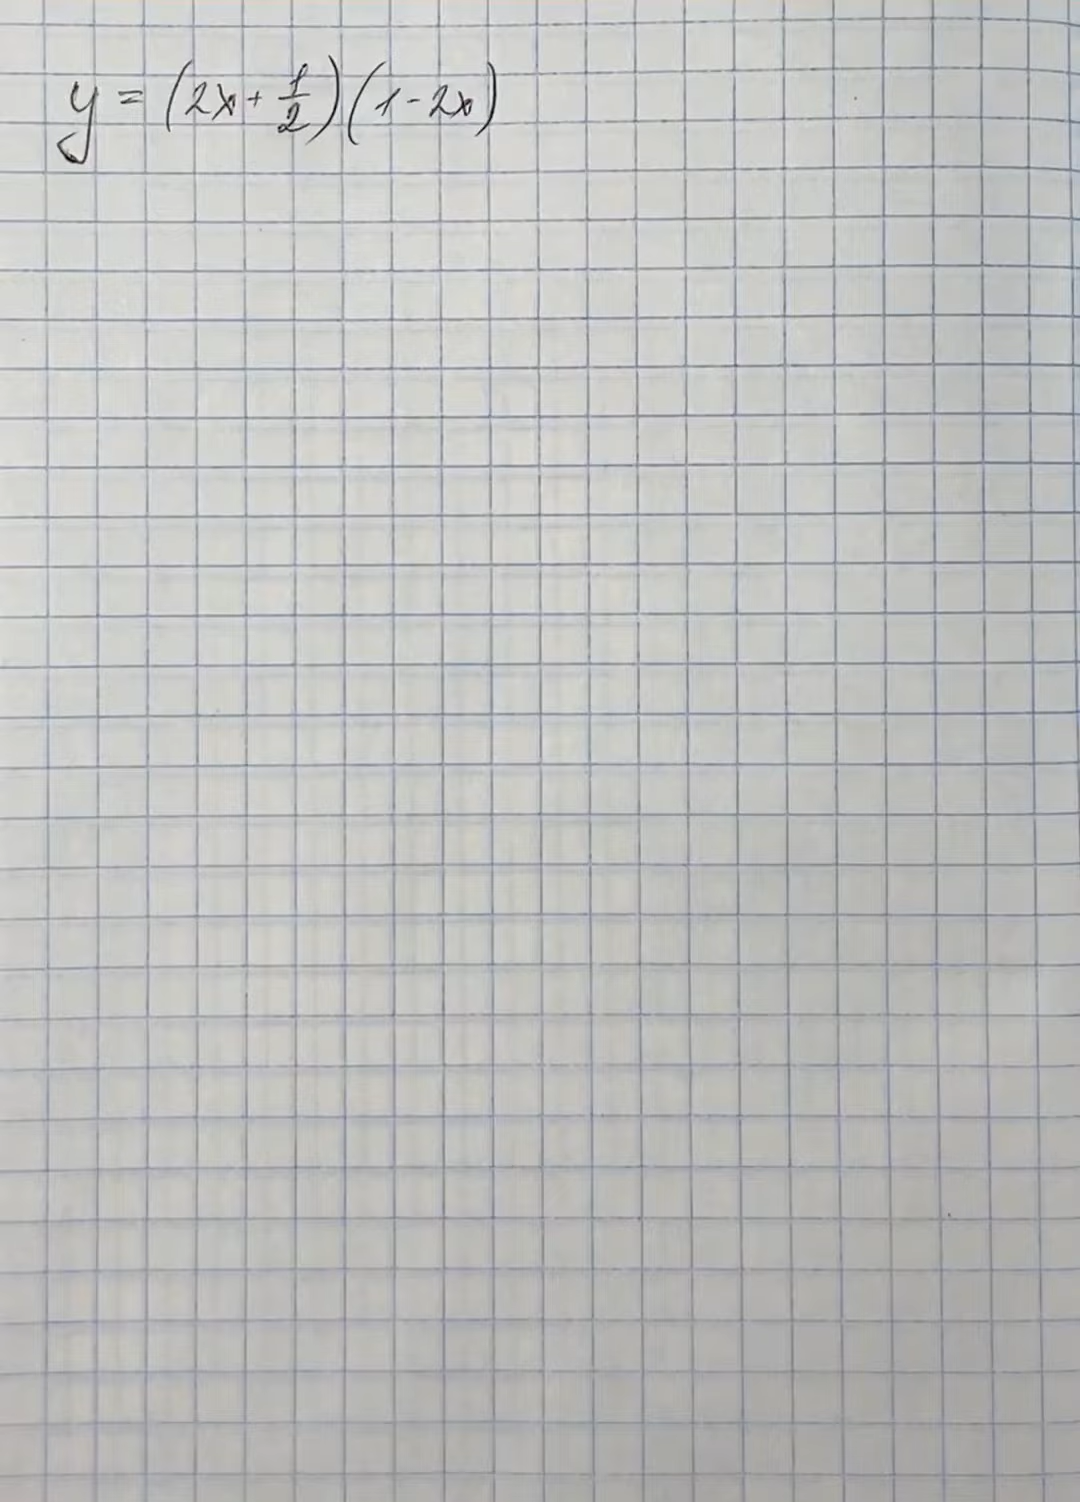 y = (2x + 1/2)(1 - 2x)